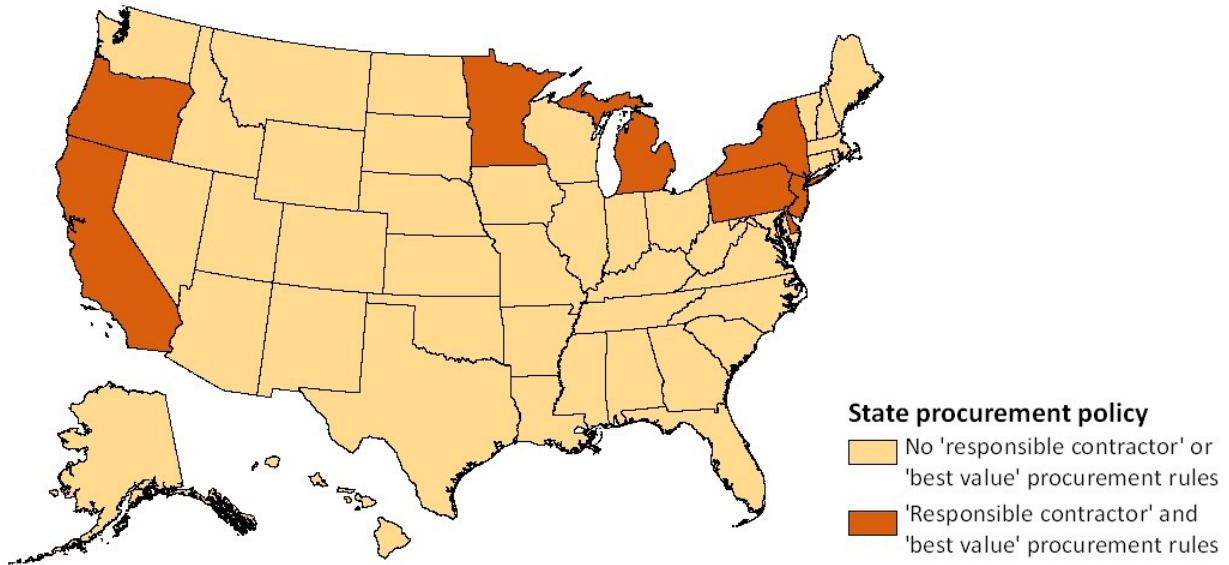 State procurement policy
No 'responsible contractor' or
'best value' procurement rules
'Responsible contractor' and
'best value' procurement rules